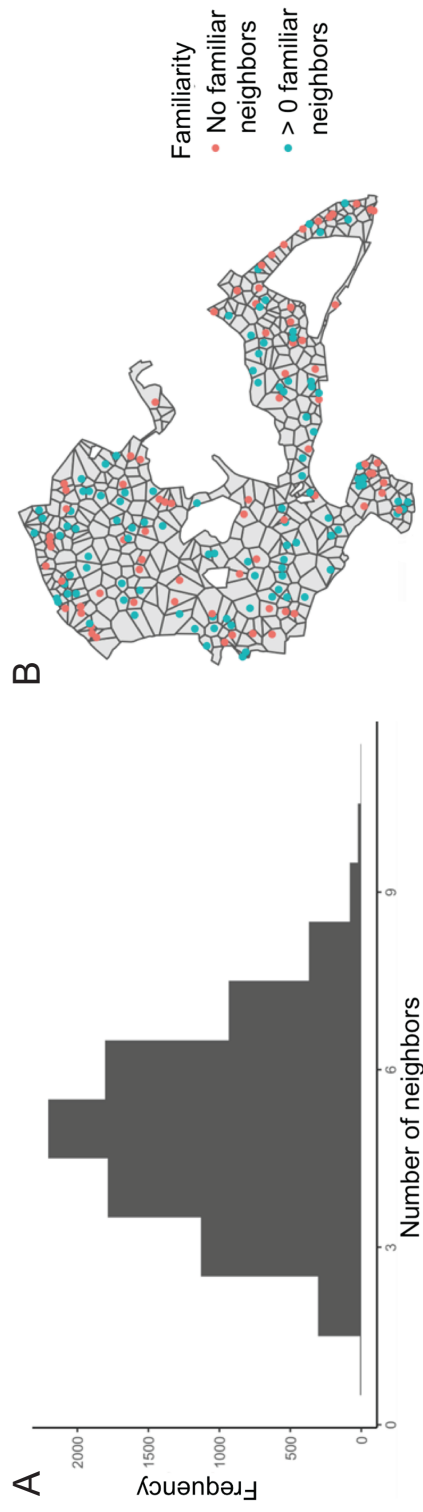 A
Frequency
2000
1500
1000
500
0
0
3
6
9
Number of neighbors
B
Familiarity
No familiar
neighbors
> 0 familiar
neighbors